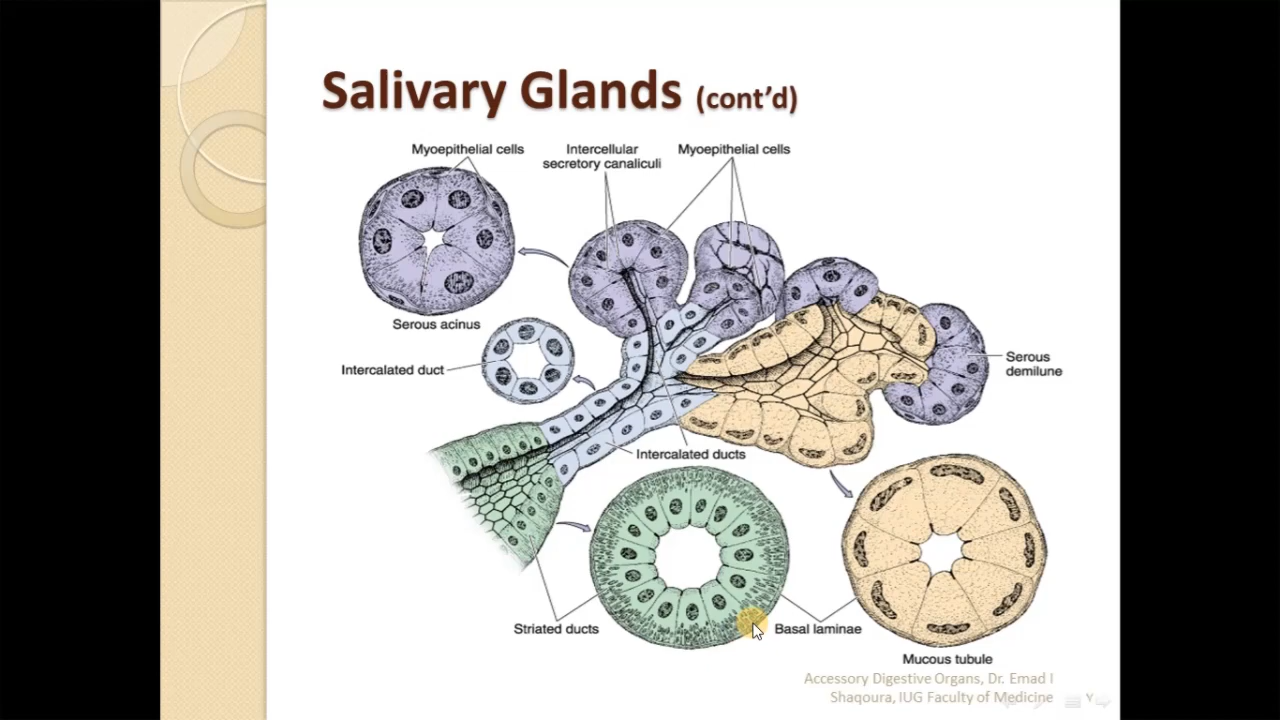 Salivary Glands (cont’d)
Myoepithelial cells
Intercellular
secretory canaliculi
Myoepithelial cells
Serous acinus
Intercalated duct
Serous
demilune
Intercalated ducts
Striated ducts
Basal laminae
Mucous tubule
Accessory Digestive Organs, Dr. Emad I
Shaqoura, IUG Faculty of Medicine
Y